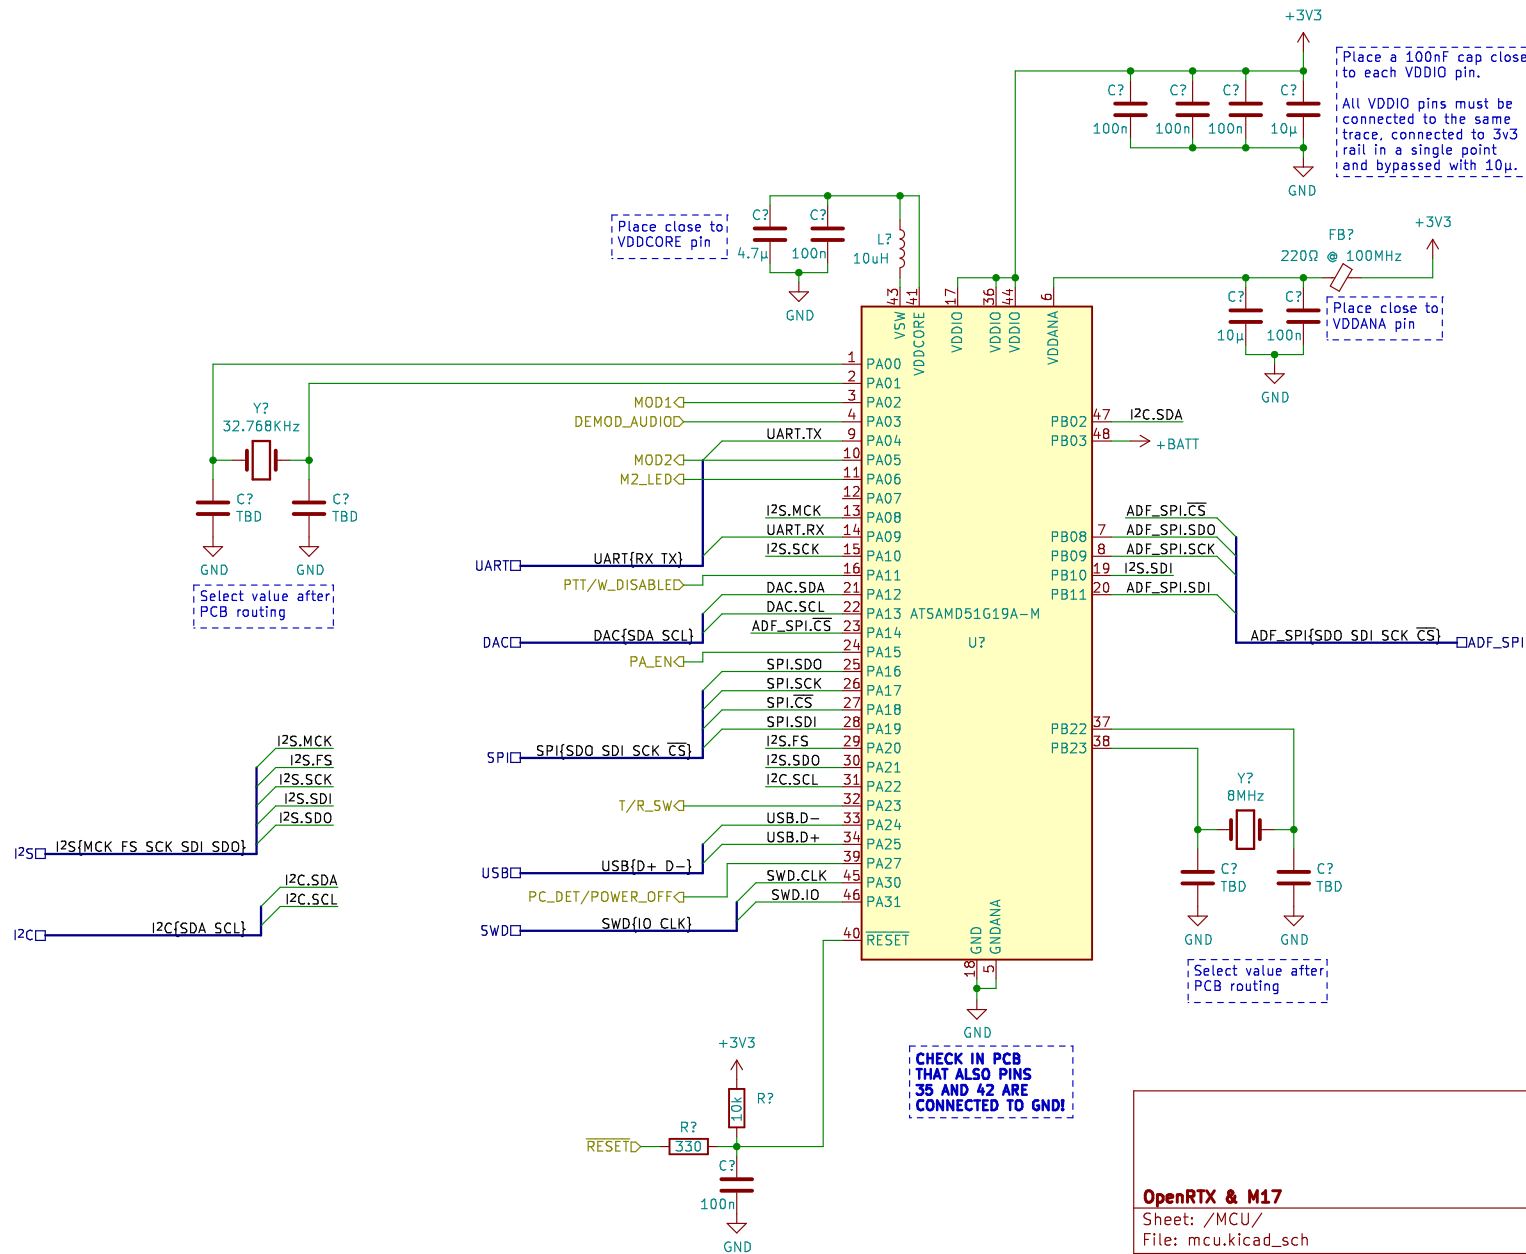 +3V3
Place a 100nF cap close
to each VDDIO pin.
All VDDIO pins must be
connected to the same
trace, connected to 3v3
rail in a single point
and bypassed with 10µ.
C?
100n
C?
100n
C?
100n
C?
10µ
GND
Place close to
VDDCORE pin
C?
4.7µ
C?
100n
L?
10uH
GND
+3V3
FB?
220Ω @ 100MHz
Place close to
VDDANA pin
C?
10µ
C?
100n
GND
43
VSW
41
VDDCORE
17
VDDIO
36
VDDIO
44
VDDIO
6
VDDANA
1 PA00
2 PA01
MOD1 3 PA02
DEMOD_AUDIO 4 PA03
UART.TX 9 PA04
MOD2 10 PA05
M2_LED 11 PA06
12 PA07
I²S.MCK 13 PA08
UART.RX 14 PA09
I²S.SCK 15 PA10
UART UART{RX TX}
PTT/W_DISABLE 16 PA11
DAC.SDA 21 PA12
DAC.SCL 22 PA13
ADF_SPI.CS 23 PA14
DAC DAC{SDA SCL}
PA_EN 24 PA15
SPI.SDO 25 PA16
SPI.SCK 26 PA17
SPI.CS 27 PA18
SPI.SDI 28 PA19
SPI SPI{SDO SDI SCK CS}
I²S.FS 29 PA20
I²S.SDO 30 PA21
I²C.SCL 31 PA22
T/R_SW 32 PA23
USB.D- 33 PA24
USB.D+ 34 PA25
USB USB{D+ D-}
PC_DET/POWER_OFF 39 PA27
SWD.CLK 45 PA30
SWD.IO 46 PA31
SWD SWD{IO CLK}
40 RESET
ATSAMD51G19A-M
U?
PB02 47 I²C.SDA
PB03 48 +BATT
ADF_SPI.CS
PB08 7 ADF_SPI.SDO
PB09 8 ADF_SPI.SCK
PB10 19 I²S.SDI
PB11 20 ADF_SPI.SDI
ADF_SPI{SDO SDI SCK CS} ADF_SPI
PB22 37
PB23 38
Y?
8MHz
C?
TBD
C?
TBD
GND
GND
Select value after
PCB routing
Y?
32.768KHz
C?
TBD
C?
TBD
GND
GND
Select value after
PCB routing
I²S.MCK
I²S.FS
I²S.SCK
I²S.SDI
I²S.SDO
I²S I²S{MCK FS SCK SDI SDO}
I²C.SDA
I²C.SCL
I²C I²C{SDA SCL}
GND
18
GNDANA
5
GND
CHECK IN PCB
THAT ALSO PINS
35 AND 42 ARE
CONNECTED TO GND!
+3V3
10k
R?
RESET
R?
330
C?
100n
GND
OpenRTX & M17
Sheet: /MCU/
File: mcu.kicad_sch